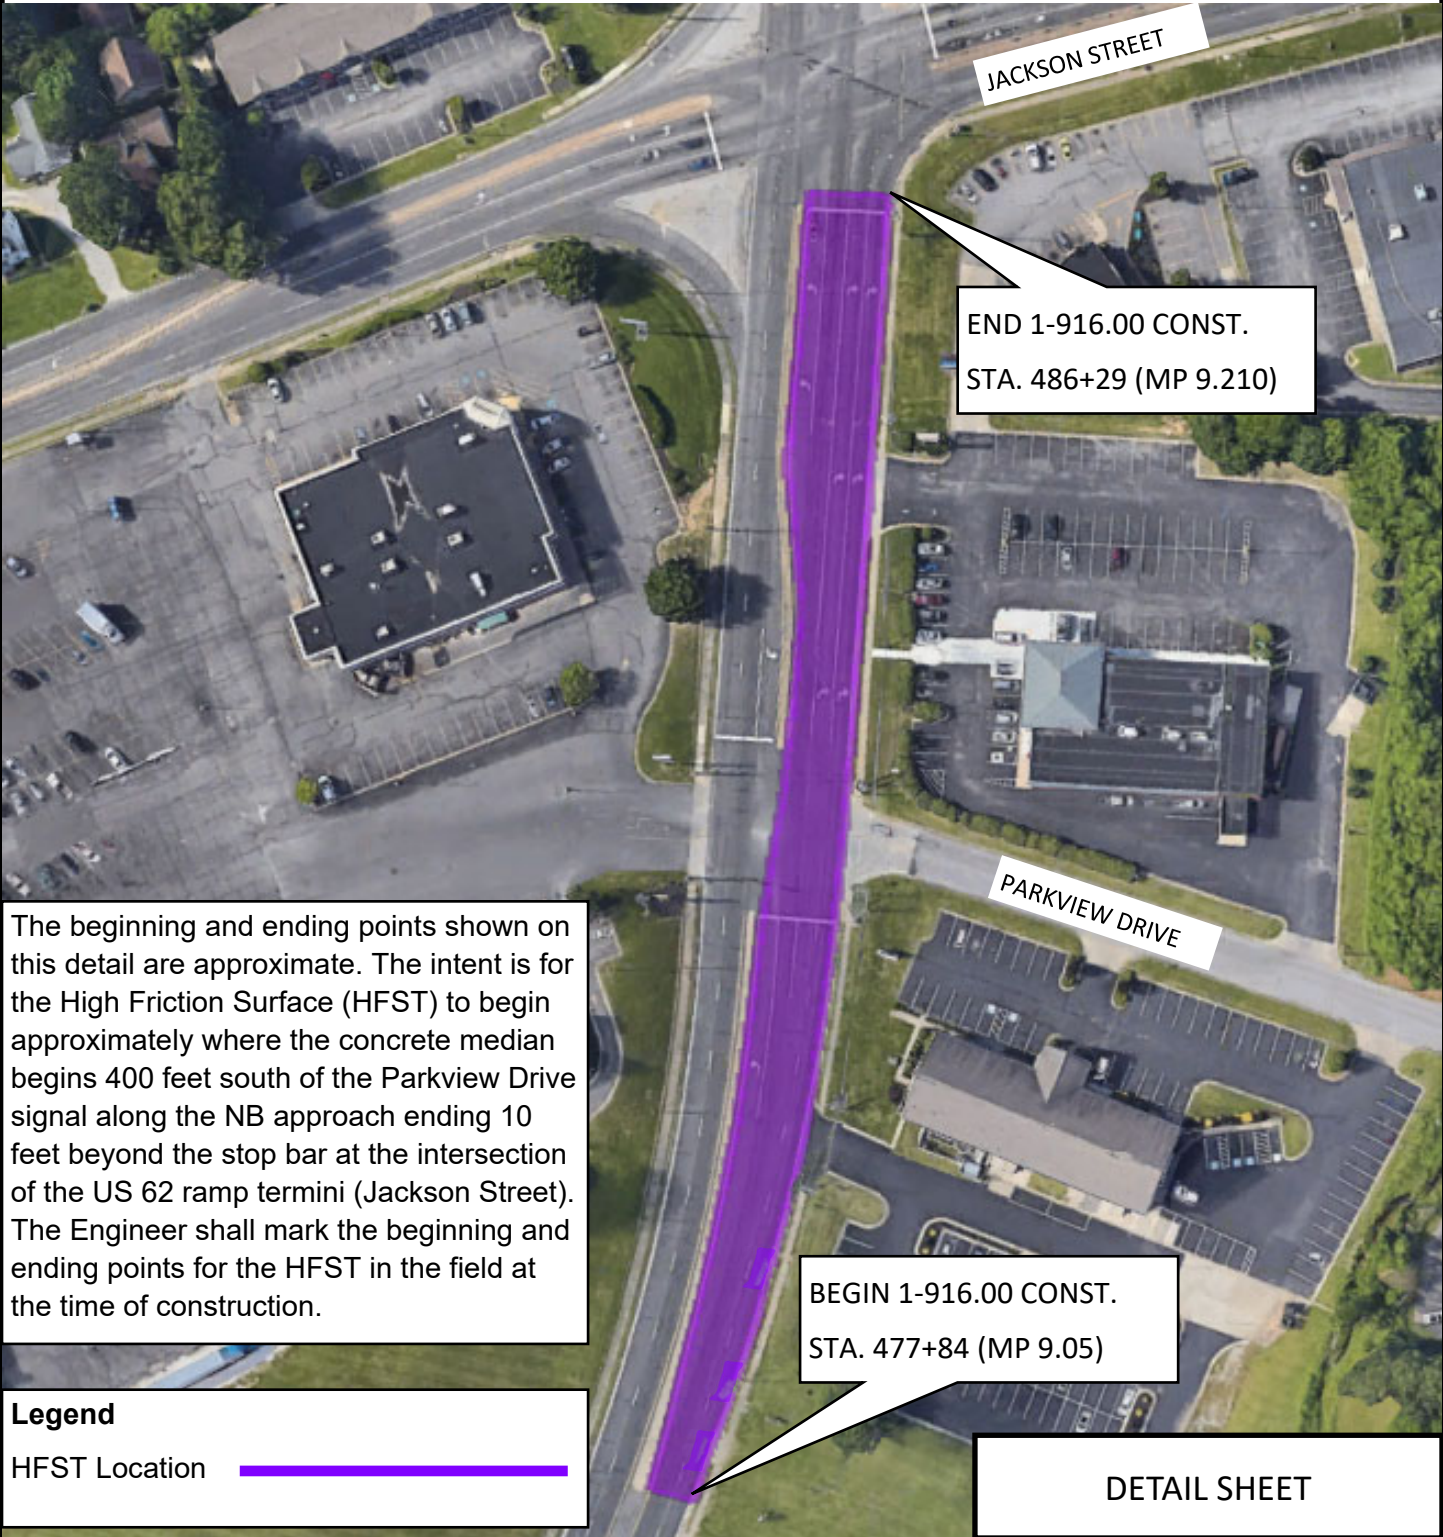 JACKSON STREET
END 1-916.00 CONST.
STA. 486+29 (MP 9.210)
PARKVIEW DRIVE
The beginning and ending points shown on
this detail are approximate. The intent is for
the High Friction Surface (HFST) to begin
approximately where the concrete median
begins 400 feet south of the Parkview Drive
signal along the NB approach ending 10
feet beyond the stop bar at the intersection
of the US 62 ramp termini (Jackson Street).
The Engineer shall mark the beginning and
ending points for the HFST in the field at
the time of construction.
BEGIN 1-916.00 CONST.
STA. 477+84 (MP 9.05)
Legend
HFST Location
DETAIL SHEET